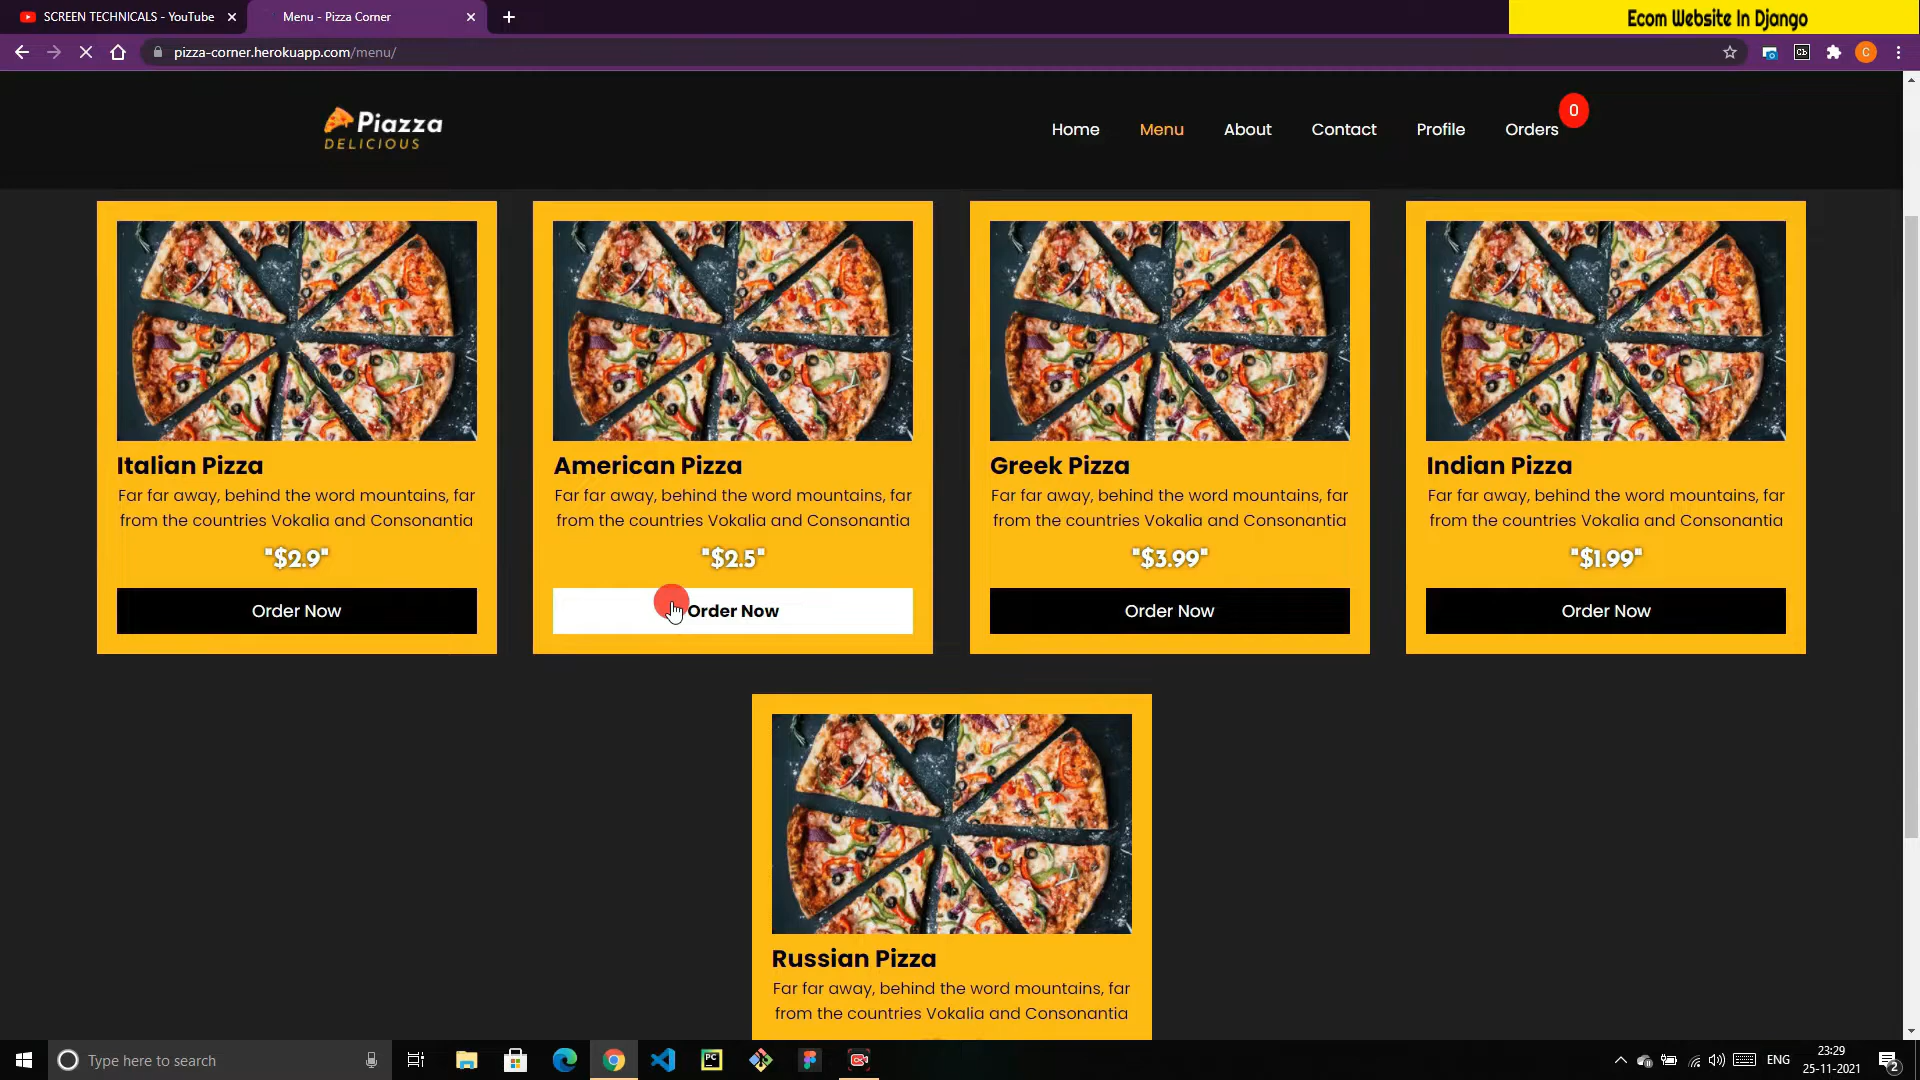 SCREEN TECHNICALS - YouTube
Menu - Pizza Corner
Ecom Website In Django
pizza-corner.herokuapp.com/menu/
Cb
C
Piazza
DELICIOUS
Home
Menu
About
Contact
Profile
Orders
0
Italian Pizza
Far far away, behind the word mountains, far
from the countries Vokalia and Consonantia
"$2.9"
Order Now
American Pizza
Far far away, behind the word mountains, far
from the countries Vokalia and Consonantia
"$2.5"
Order Now
Greek Pizza
Far far away, behind the word mountains, far
from the countries Vokalia and Consonantia
"$3.99"
Order Now
Indian Pizza
Far far away, behind the word mountains, far
from the countries Vokalia and Consonantia
"$1.99"
Order Now
Russian Pizza
Far far away, behind the word mountains, far
from the countries Vokalia and Consonantia
Type here to search
PC
ENG
23:29
25-11-2021
2